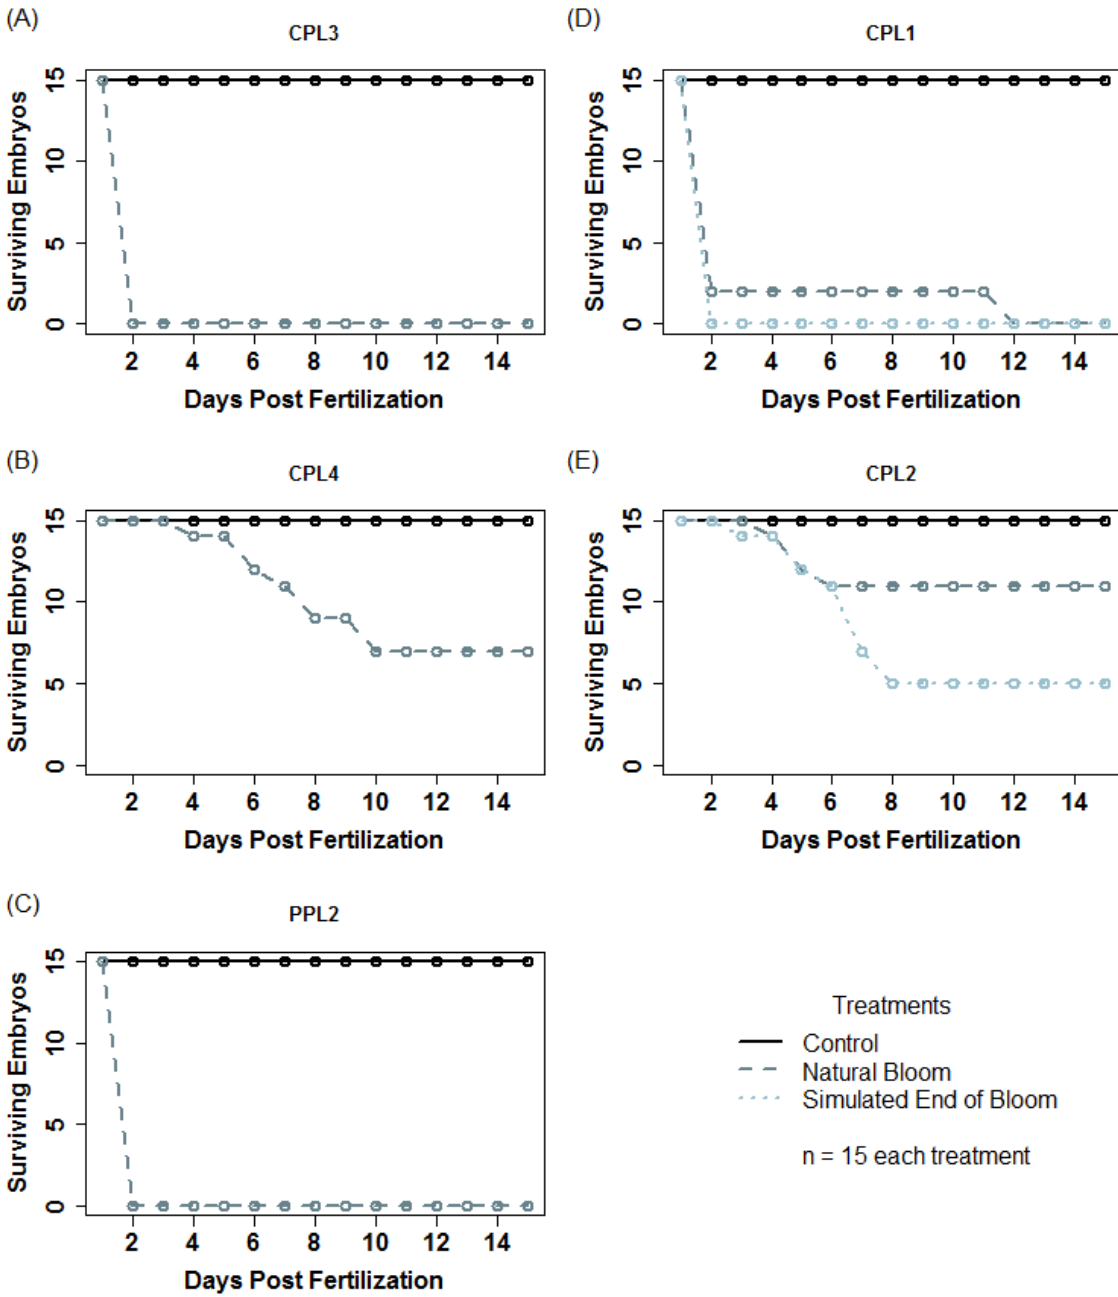 (A)
CPL3
Surviving Embryos
15
10
5
0
2 4 6 8 10 12 14
Days Post Fertilization
(D)
CPL1
Surviving Embryos
15
10
5
0
2 4 6 8 10 12 14
Days Post Fertilization
(B)
CPL4
Surviving Embryos
15
10
5
0
2 4 6 8 10 12 14
Days Post Fertilization
(E)
CPL2
Surviving Embryos
15
10
5
0
2 4 6 8 10 12 14
Days Post Fertilization
(C)
PPL2
Surviving Embryos
15
10
5
0
2 4 6 8 10 12 14
Days Post Fertilization
Treatments
Control
Natural Bloom
Simulated End of Bloom
n = 15 each treatment